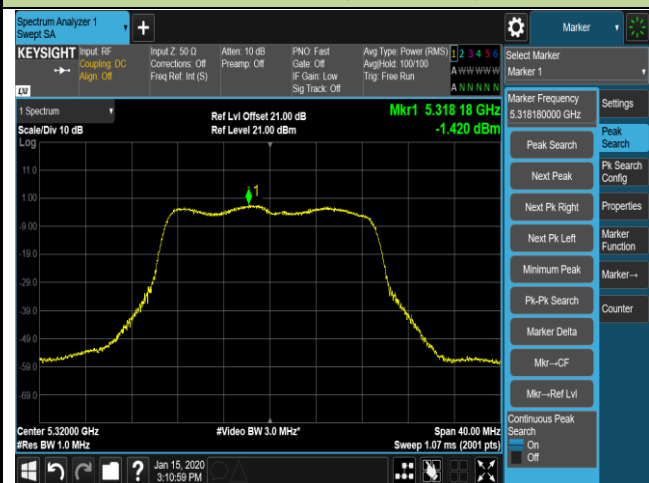 Spectrum Analyzer 1
Swept SA
Marker
KEYSIGHT
Input: RF
Coupling: DC
Align: Off
Input Z: 50 Ω
Corrections: Off
Freq Ref: Int (S)
Atten: 10 dB
Preamp: Off
PNO: Fast
Gate: Off
IF Gain: Low
Sig Track: Off
Avg Type: Power (RMS)
Avg|Hold: 100/100
Trig: Free Run
1 2 3 4 5 6
A W W W W W
A N N N N N
LXI
Select Marker
Marker 1
1 Spectrum
Scale/Div 10 dB
Log
Ref Lvl Offset 21.00 dB
Ref Level 21.00 dBm
Mkr1 5.318 18 GHz
-1.420 dBm
11.0
1.00
-9.00
-19.0
-29.0
-39.0
-49.0
-59.0
-69.0
1
Center 5.32000 GHz
#Res BW 1.0 MHz
#Video BW 3.0 MHz*
Span 40.00 MHz
Sweep 1.07 ms (2001 pts)
Marker Frequency
5.318180000 GHz
Peak Search
Next Peak
Next Pk Right
Next Pk Left
Minimum Peak
Pk-Pk Search
Marker Delta
Mkr→CF
Mkr→Ref Lvl
Continuous Peak
Search
On
Off
Settings
Peak
Search
Pk Search
Config
Properties
Marker
Function
Marker→
Counter
?
Jan 15, 2020
3:10:59 PM